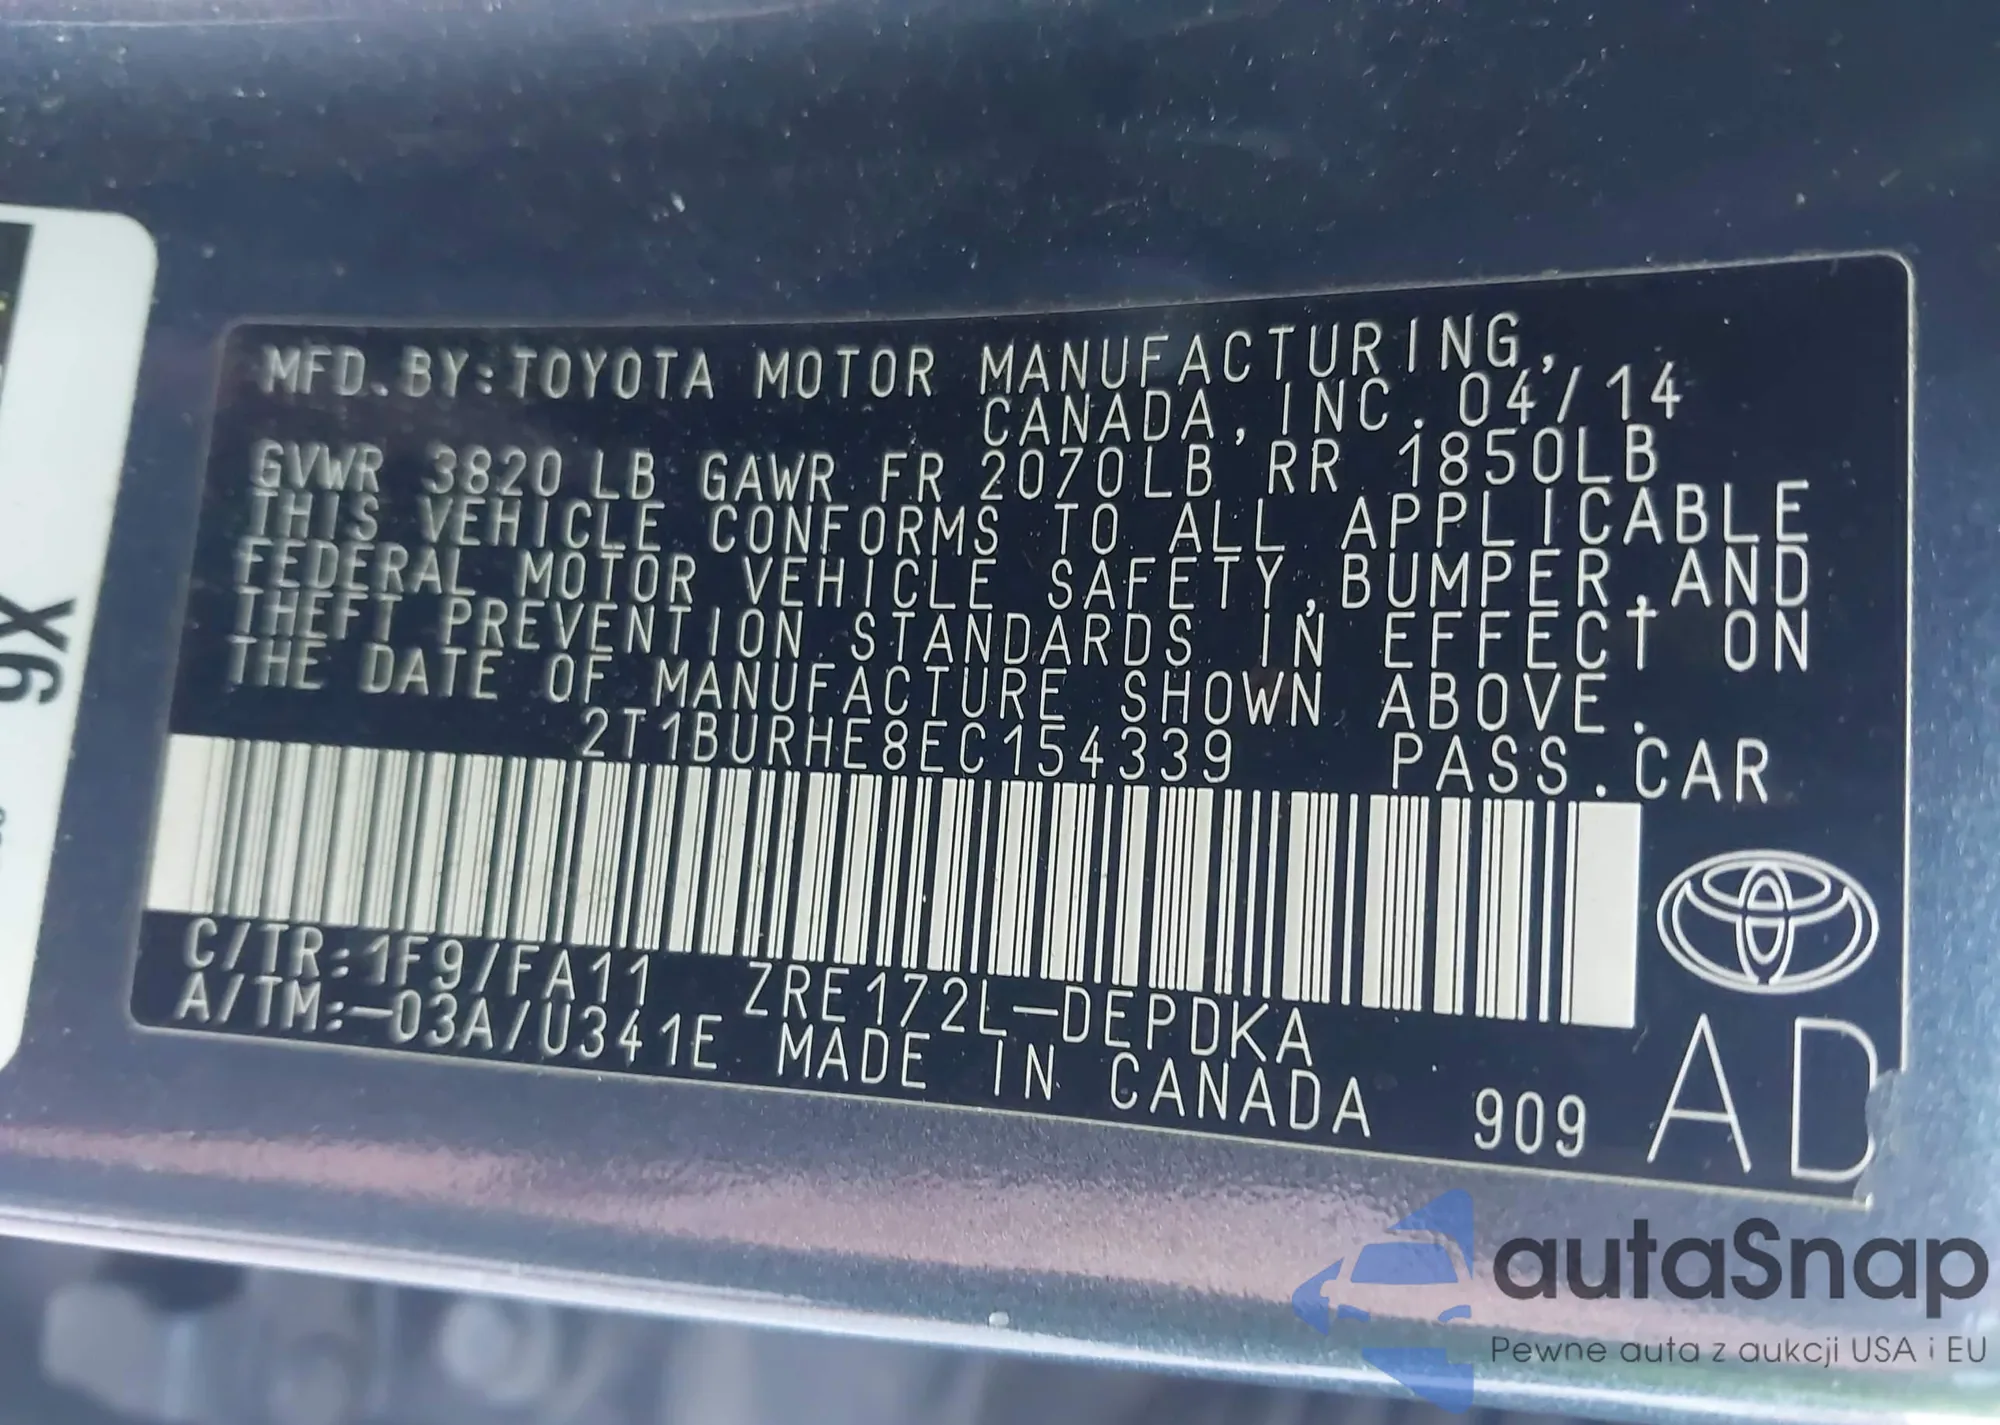 MFD. BY: TOYOTA MOTOR MANUFACTURING,
CANADA, INC. 04/14
GVWR 3820 LB GAWR FR 2070LB RR 1850LB
THIS VEHICLE CONFORMS TO ALL APPLICABLE
FEDERAL MOTOR VEHICLE SAFETY, BUMPER, AND
THEFT PREVENTION STANDARDS IN EFFECT ON
THE DATE OF MANUFACTURE SHOWN ABOVE.
2T1BURHE8EC154339 PASS. CAR
C/TR: 1F9/FA11 ZRE172L-DEPDKA
A/TM:-03A/U341E MADE IN CANADA 909 AD
autaSnap
Pewne auta z aukcji USA i EU